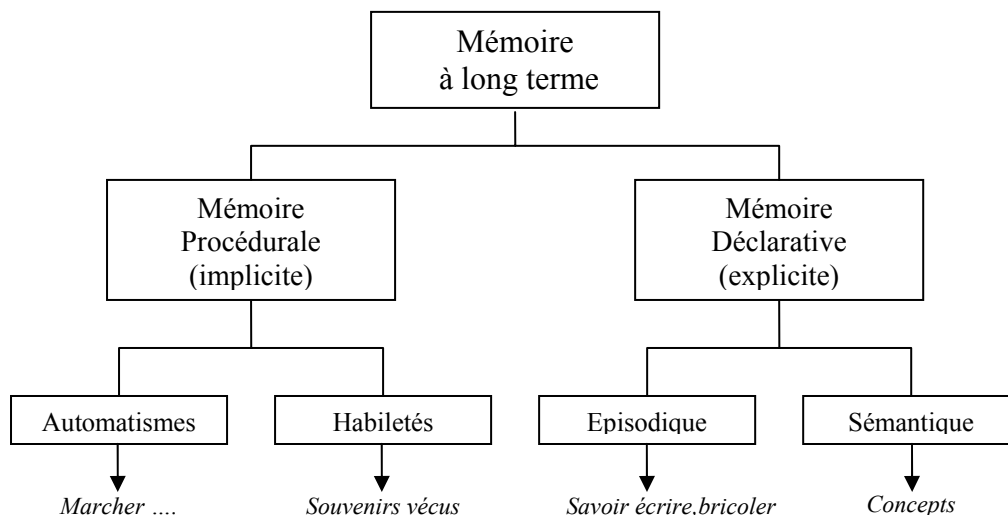 Mémoire
à long terme
Mémoire
Procédurale
(implicite)
Mémoire
Déclarative
(explicite)
Automatismes
Habiletés
Episodique
Sémantique
Marcher ….
Souvenirs vécus
Savoir écrire,bricoler
Concepts